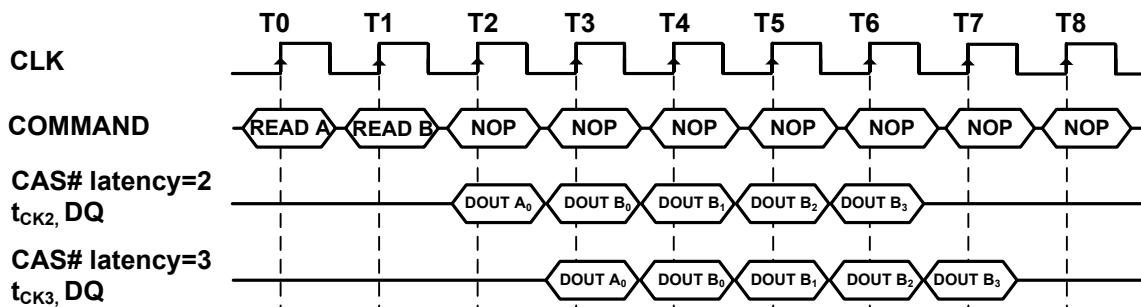 T0 T1 T2 T3 T4 T5 T6 T7 T8
CLK
COMMAND READ A READ B NOP NOP NOP NOP NOP NOP NOP
CAS# latency=2
tCK2, DQ DOUT A0 DOUT B0 DOUT B1 DOUT B2 DOUT B3
CAS# latency=3
tCK3, DQ DOUT A0 DOUT B0 DOUT B1 DOUT B2 DOUT B3